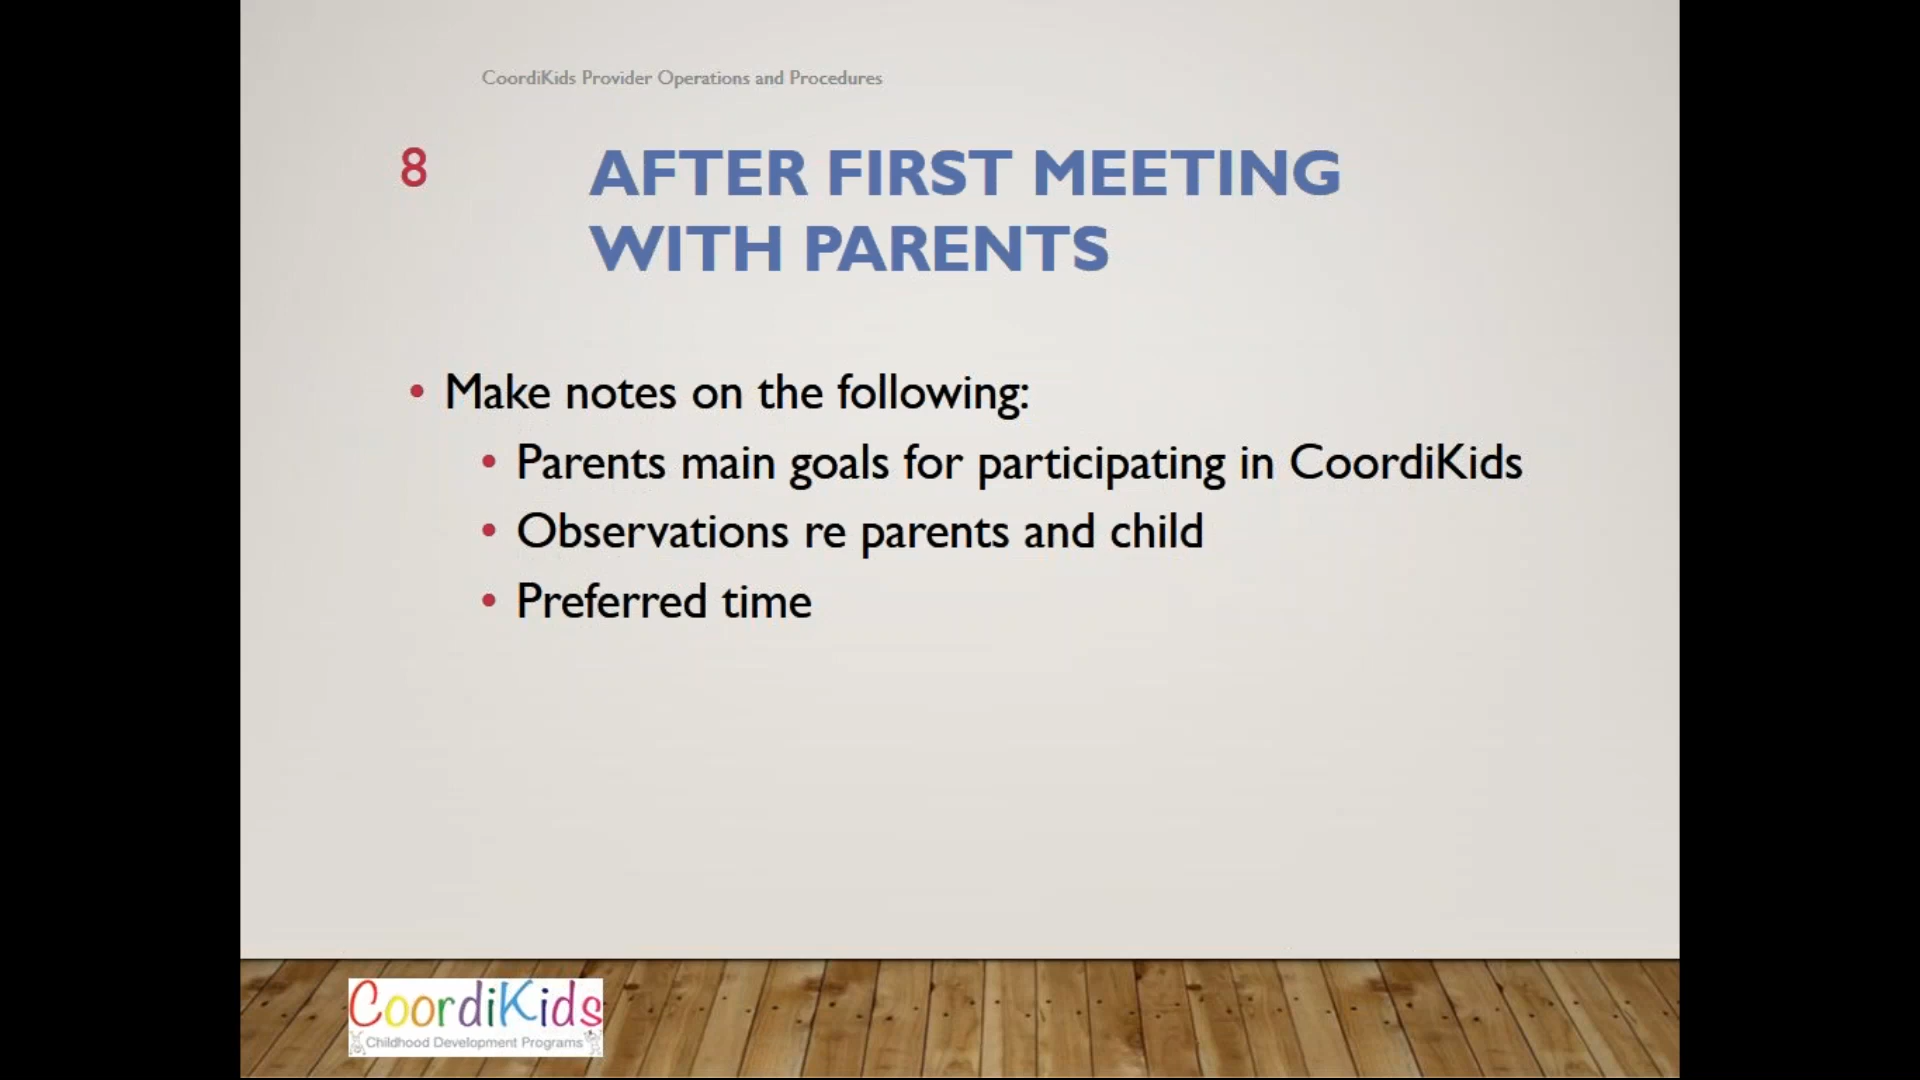 CoordiKids Provider Operations and Procedures
8
AFTER FIRST MEETING
WITH PARENTS
• Make notes on the following:
• Parents main goals for participating in CoordiKids
• Observations re parents and child
• Preferred time
CoordiKids
Childhood Development Programs